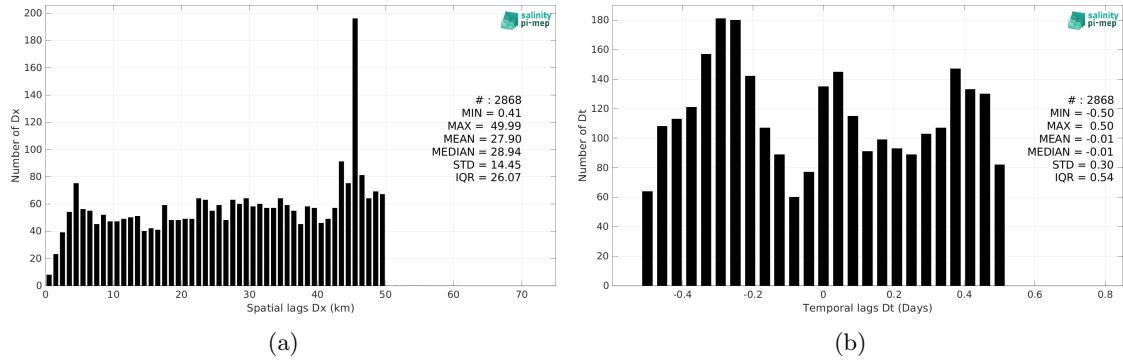 salinity
pi-mep
200
180
160
140
120
100
80
60
40
20
0
Number of Dx
# : 2868
MIN = 0.41
MAX = 49.99
MEAN = 27.90
MEDIAN = 28.94
STD = 14.45
IQR = 26.07
0 10 20 30 40 50 60 70
Spatial lags Dx (km)
(a)
salinity
pi-mep
180
160
140
120
100
80
60
40
20
0
Number of Dt
# : 2868
MIN = -0.50
MAX = 0.50
MEAN = -0.01
MEDIAN = -0.01
STD = 0.30
IQR = 0.54
-0.4 -0.2 0 0.2 0.4 0.6 0.8
Temporal lags Dt (Days)
(b)